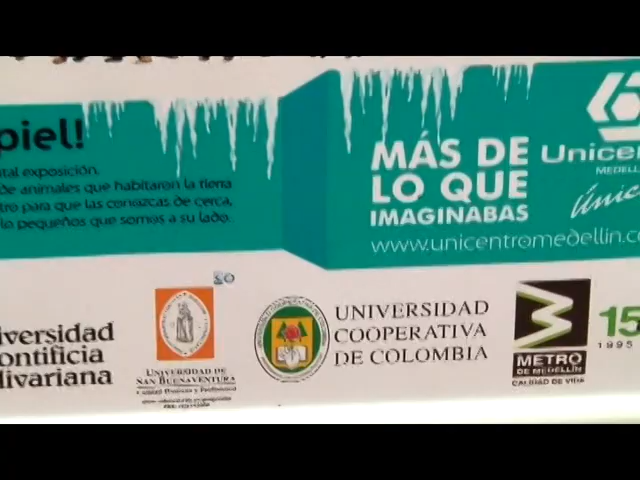 piel!
tal exposición.
de animales que habitaron la tierra
tro para que las conozcas de cerca,
lo pequeños que somos a su lado.
MÁS DE
LO QUE
IMAGINABAS
www.unicentromedellin.co
Unicen
MEDELL
Únic
iversidad
ontificia
livariana
UNIVERSIDAD DE
SAN BUENAVENTURA
UNIVERSIDAD
COOPERATIVA
DE COLOMBIA
METRO
DE MEDELLÍN
CALIDAD DE VIDA
15
1995